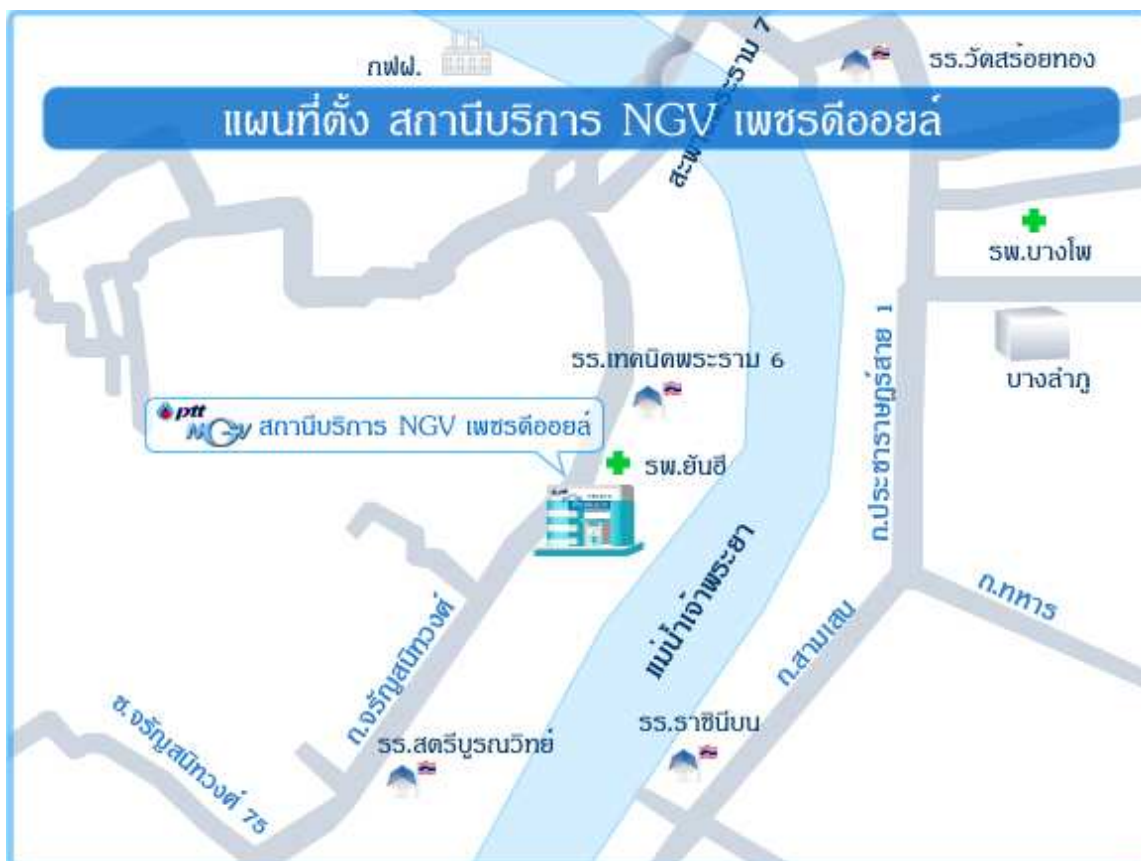 กฟผ.
รร.วัดสร้อยทอง
สะพานพระราม 7
แผนที่ตั้ง สถานีบริการ NGV เพชรดีออยล์
รพ.บางโพ
ถ.ประชาราษฎร์สาย 1
บางลำภู
รร.เทคนิคพระราม 6
ptt
NGV สถานีบริการ NGV เพชรดีออยล์
รพ.ยันฮี
แม่น้ำเจ้าพระยา
ถ.ทหาร
ถ.สามเสน
ถ.จรัญสนิทวงศ์
ซ.จรัญสนิทวงศ์ 75
รร.สตรีบูรณวิทย์
รร.ราชินีบน